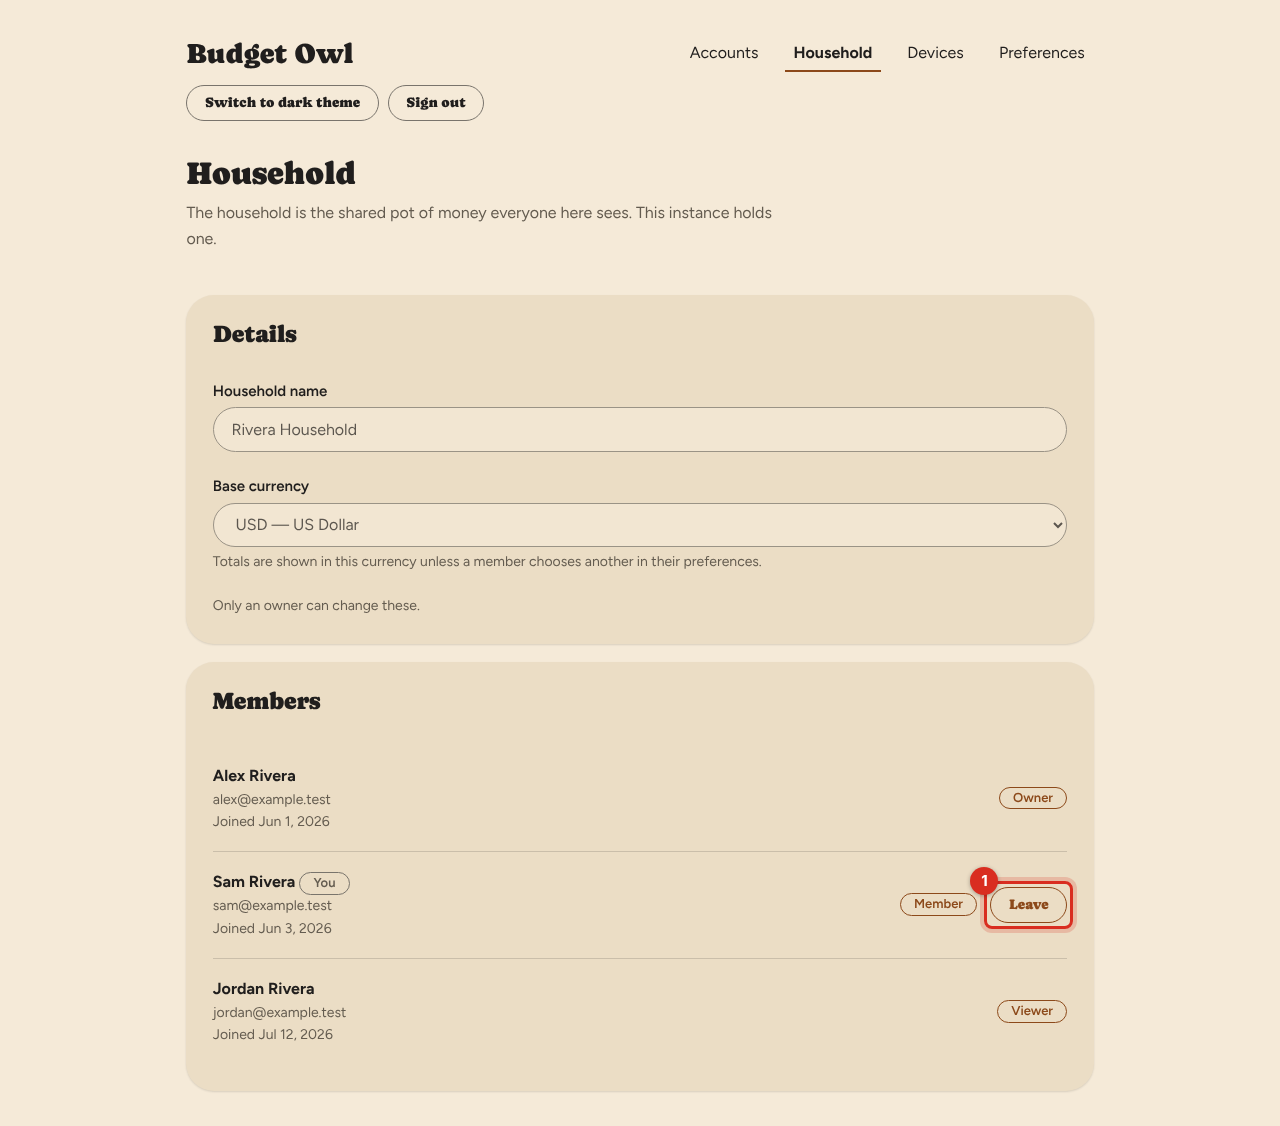 Budget Owl
Accounts Household Devices Preferences
Switch to dark theme Sign out
Household
The household is the shared pot of money everyone here sees. This instance holds
one.
Details
Household name
Rivera Household
Base currency
USD — US Dollar
Totals are shown in this currency unless a member chooses another in their preferences.
Only an owner can change these.
Members
Alex Rivera
alex@example.test
Joined Jun 1, 2026
Owner
Sam Rivera You
sam@example.test
Joined Jun 3, 2026
Member
1
Leave
Jordan Rivera
jordan@example.test
Joined Jul 12, 2026
Viewer